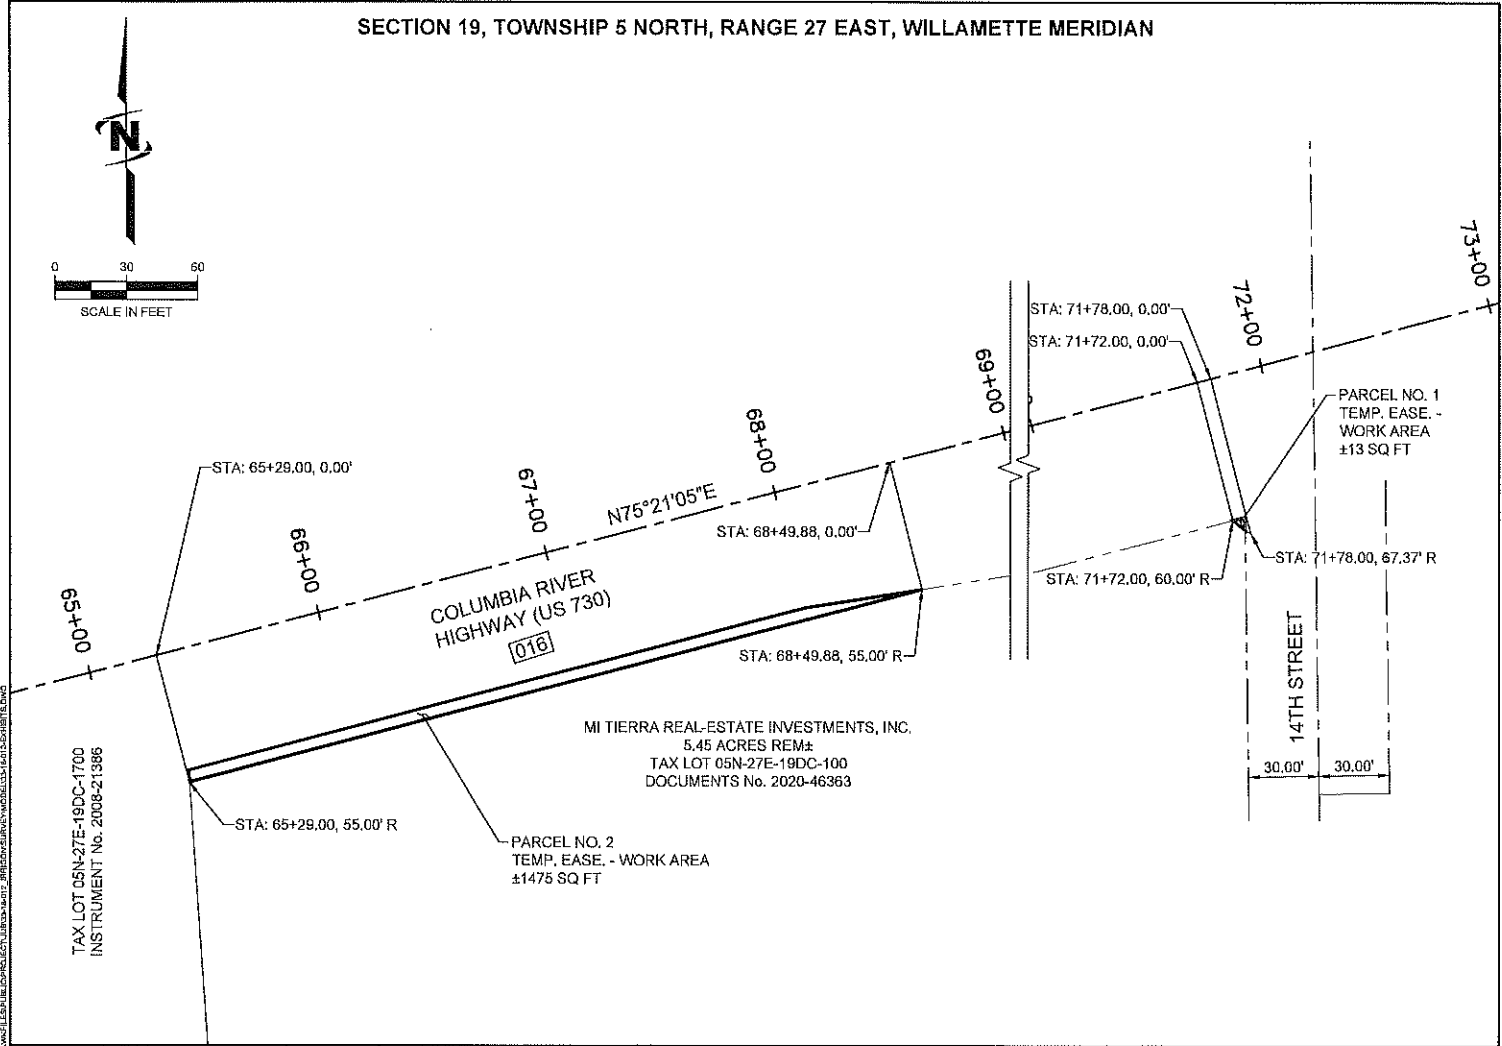 SECTION 19, TOWNSHIP 5 NORTH, RANGE 27 EAST, WILLAMETTE MERIDIAN
N
0 30 60
SCALE IN FEET
65+00
66+00
67+00
68+00
69+00
72+00
73+00
STA: 65+29.00, 0.00'
N75°21'05"E
STA: 68+49.88, 0.00'
STA: 71+78.00, 0.00'
STA: 71+72.00, 0.00'
PARCEL NO. 1
TEMP. EASE. -
WORK AREA
±13 SQ FT
COLUMBIA RIVER
HIGHWAY (US 730)
016
STA: 71+72.00, 60.00' R
STA: 71+78.00, 67.37' R
STA: 68+49.88, 55.00' R
14TH STREET
30.00' 30.00'
MI TIERRA REAL-ESTATE INVESTMENTS, INC.
5.45 ACRES REM±
TAX LOT 05N-27E-19DC-100
DOCUMENTS No. 2020-46363
STA: 65+29.00, 55.00' R
PARCEL NO. 2
TEMP. EASE. - WORK AREA
±1475 SQ FT
TAX LOT 05N-27E-19DC-1700
INSTRUMENT No. 2008-21386